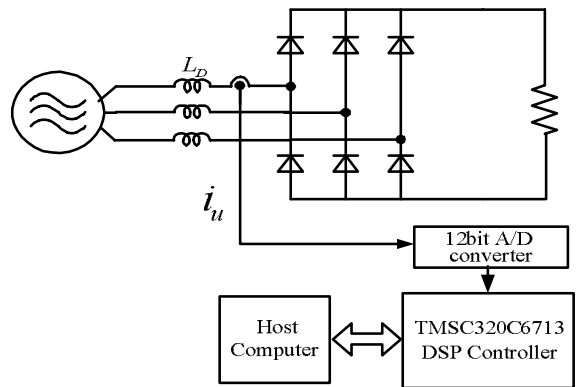 L_D
i_u
12bit A/D
converter
Host
Computer
TMSC320C6713
DSP Controller